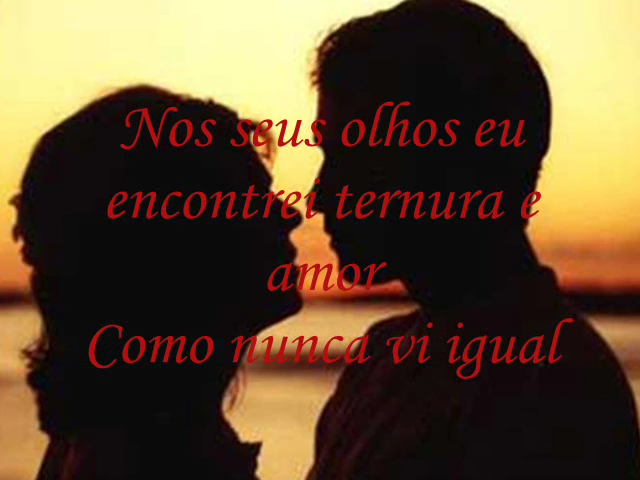 Nos seus olhos eu
encontrei ternura e
amor
Como nunca vi igual